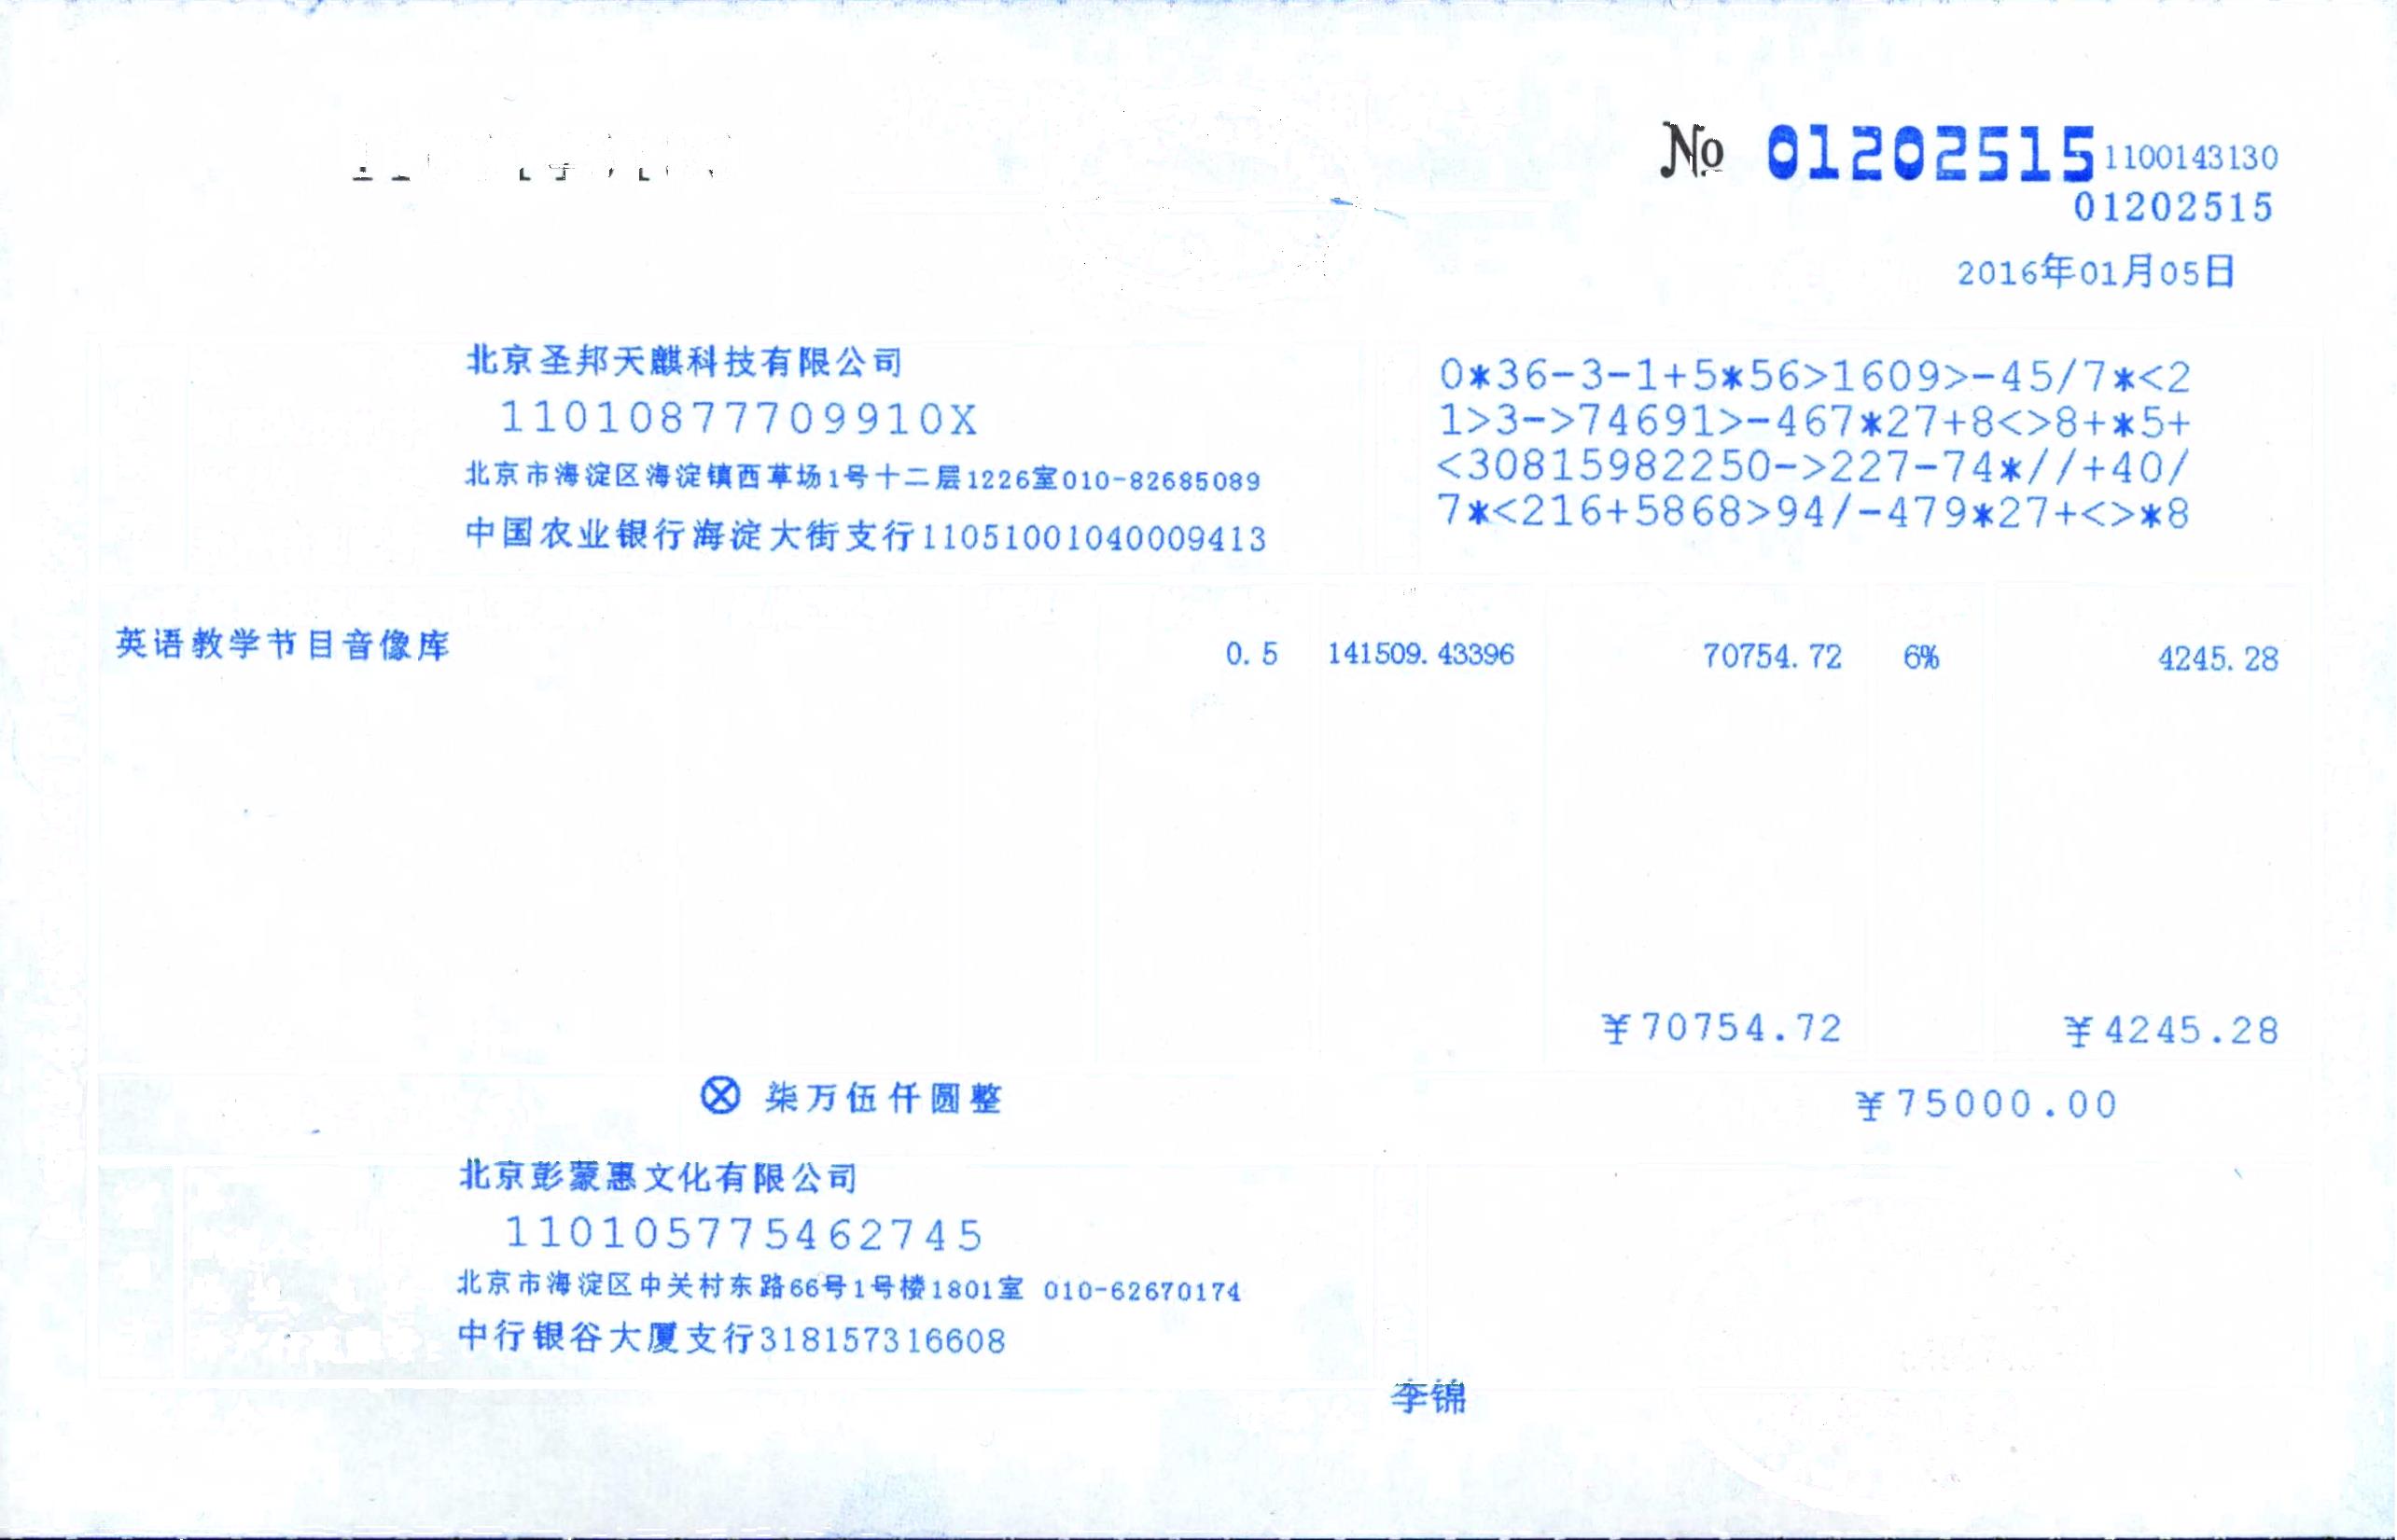 № 01202515 1100143130
01202515
2016年01月05日
北京圣邦天麒科技有限公司
11010877709910X
北京市海淀区海淀镇西草场1号十二层1226室010-82685089
中国农业银行海淀大街支行11051001040009413
0*36-3-1+5*56>1609>-45/7*<2
1>3->74691>-467*27+8<>8+*5+
<30815982250->227-74*//+40/
7*<216+5868>94/-479*27+<>*8
英语教学节目音像库 0.5 141509.43396 70754.72 6% 4245.28
¥70754.72 ¥4245.28
ⓧ 柒万伍仟圆整 ¥75000.00
北京彭蒙惠文化有限公司
110105775462745
北京市海淀区中关村东路66号1号楼1801室 010-62670174
中行银谷大厦支行318157316608
李锦